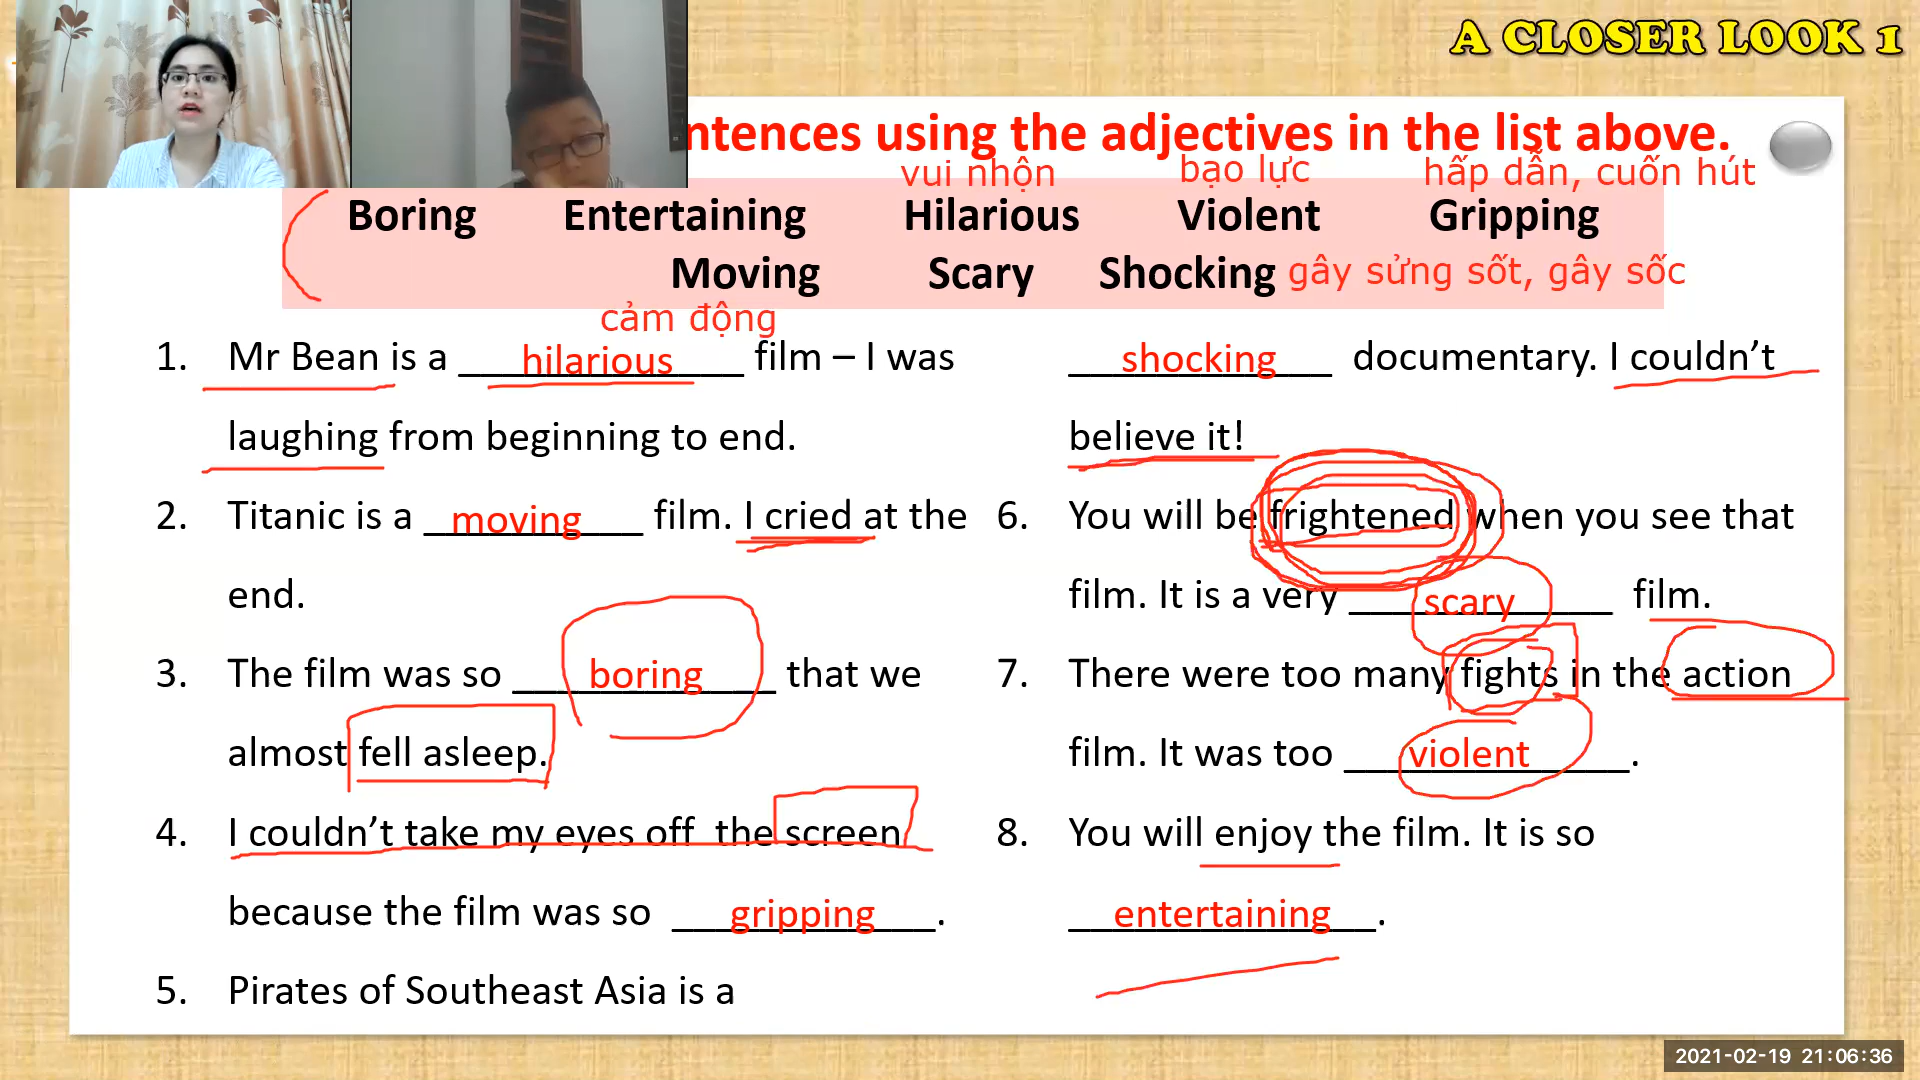 A CLOSER LOOK 1
ntences using the adjectives in the list above.
vui nhộn bạo lực hấp dẫn, cuốn hút
Boring Entertaining Hilarious Violent Gripping
Moving Scary Shocking gây sửng sốt, gây sốc
cảm động
1. Mr Bean is a hilarious film – I was
laughing from beginning to end.
2. Titanic is a moving film. I cried at the
end.
3. The film was so boring that we
almost fell asleep.
4. I couldn't take my eyes off the screen
because the film was so gripping.
5. Pirates of Southeast Asia is a
shocking documentary. I couldn't
believe it!
6. You will be frightened when you see that
film. It is a very scary film.
7. There were too many fights in the action
film. It was too violent.
8. You will enjoy the film. It is so
entertaining.
2021-02-19 21:06:36